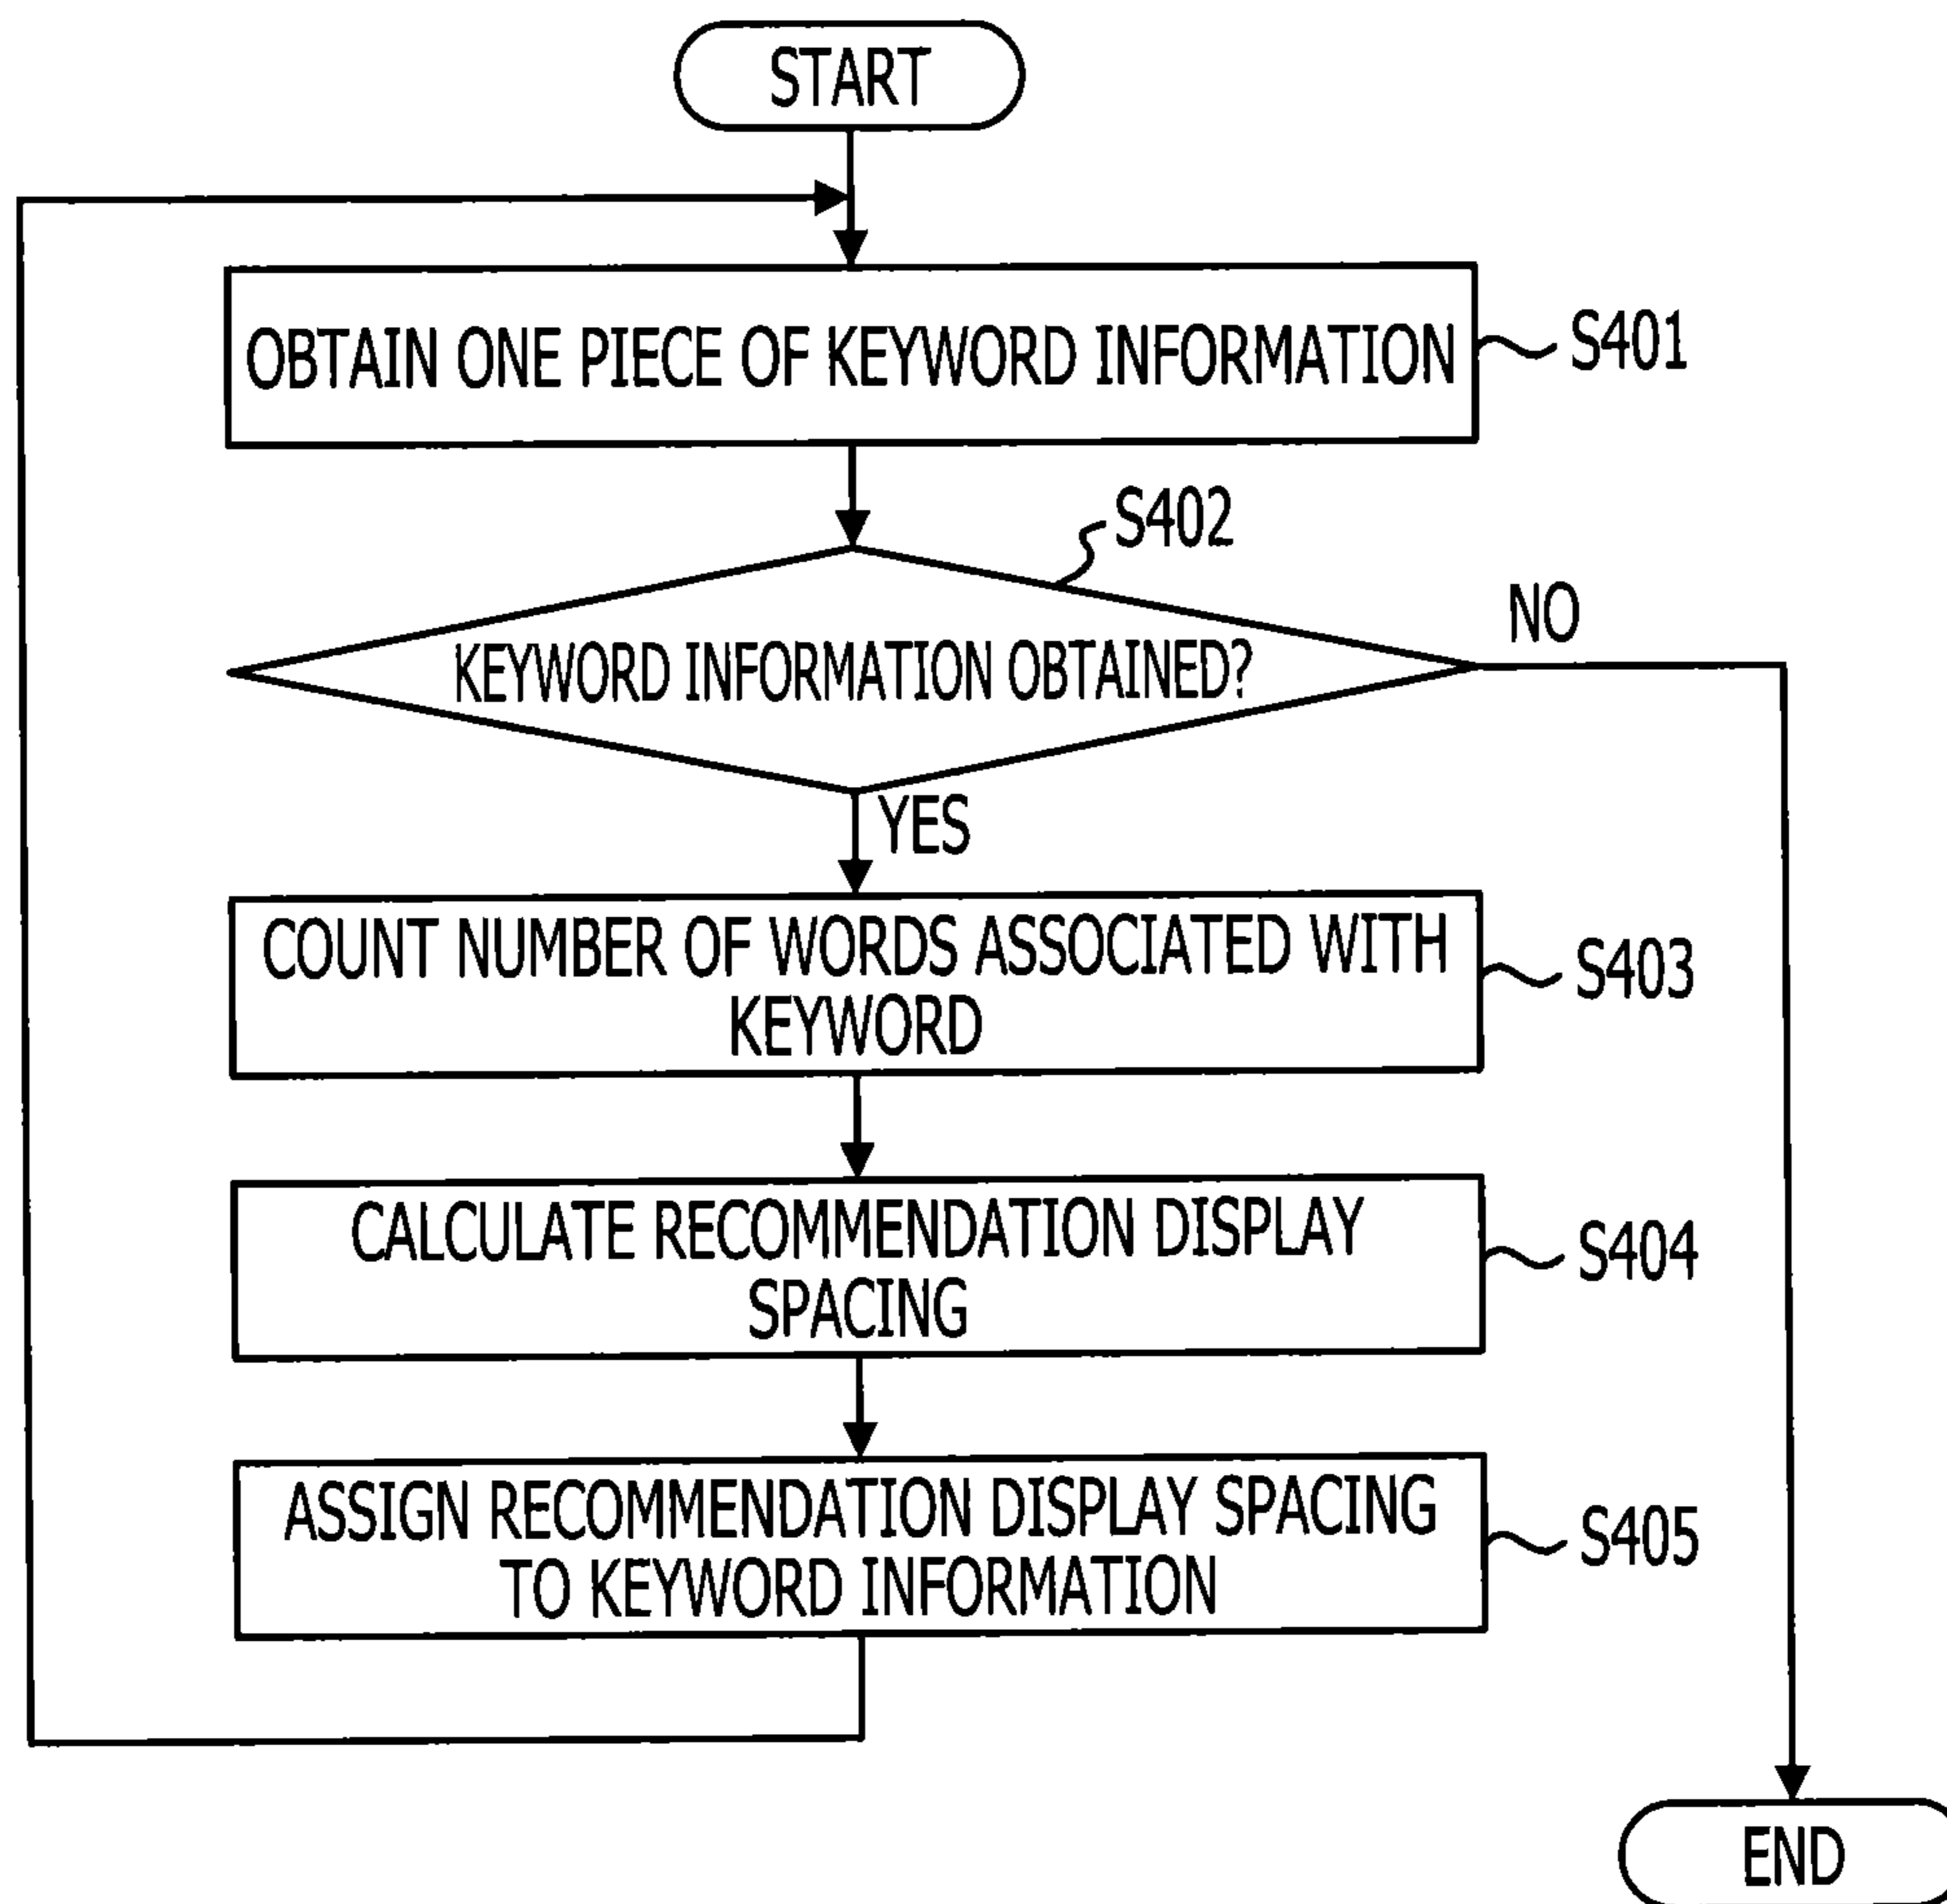 START
OBTAIN ONE PIECE OF KEYWORD INFORMATION
S401
S402
KEYWORD INFORMATION OBTAINED?
NO
YES
COUNT NUMBER OF WORDS ASSOCIATED WITH
KEYWORD
S403
CALCULATE RECOMMENDATION DISPLAY
SPACING
S404
ASSIGN RECOMMENDATION DISPLAY SPACING
TO KEYWORD INFORMATION
S405
END